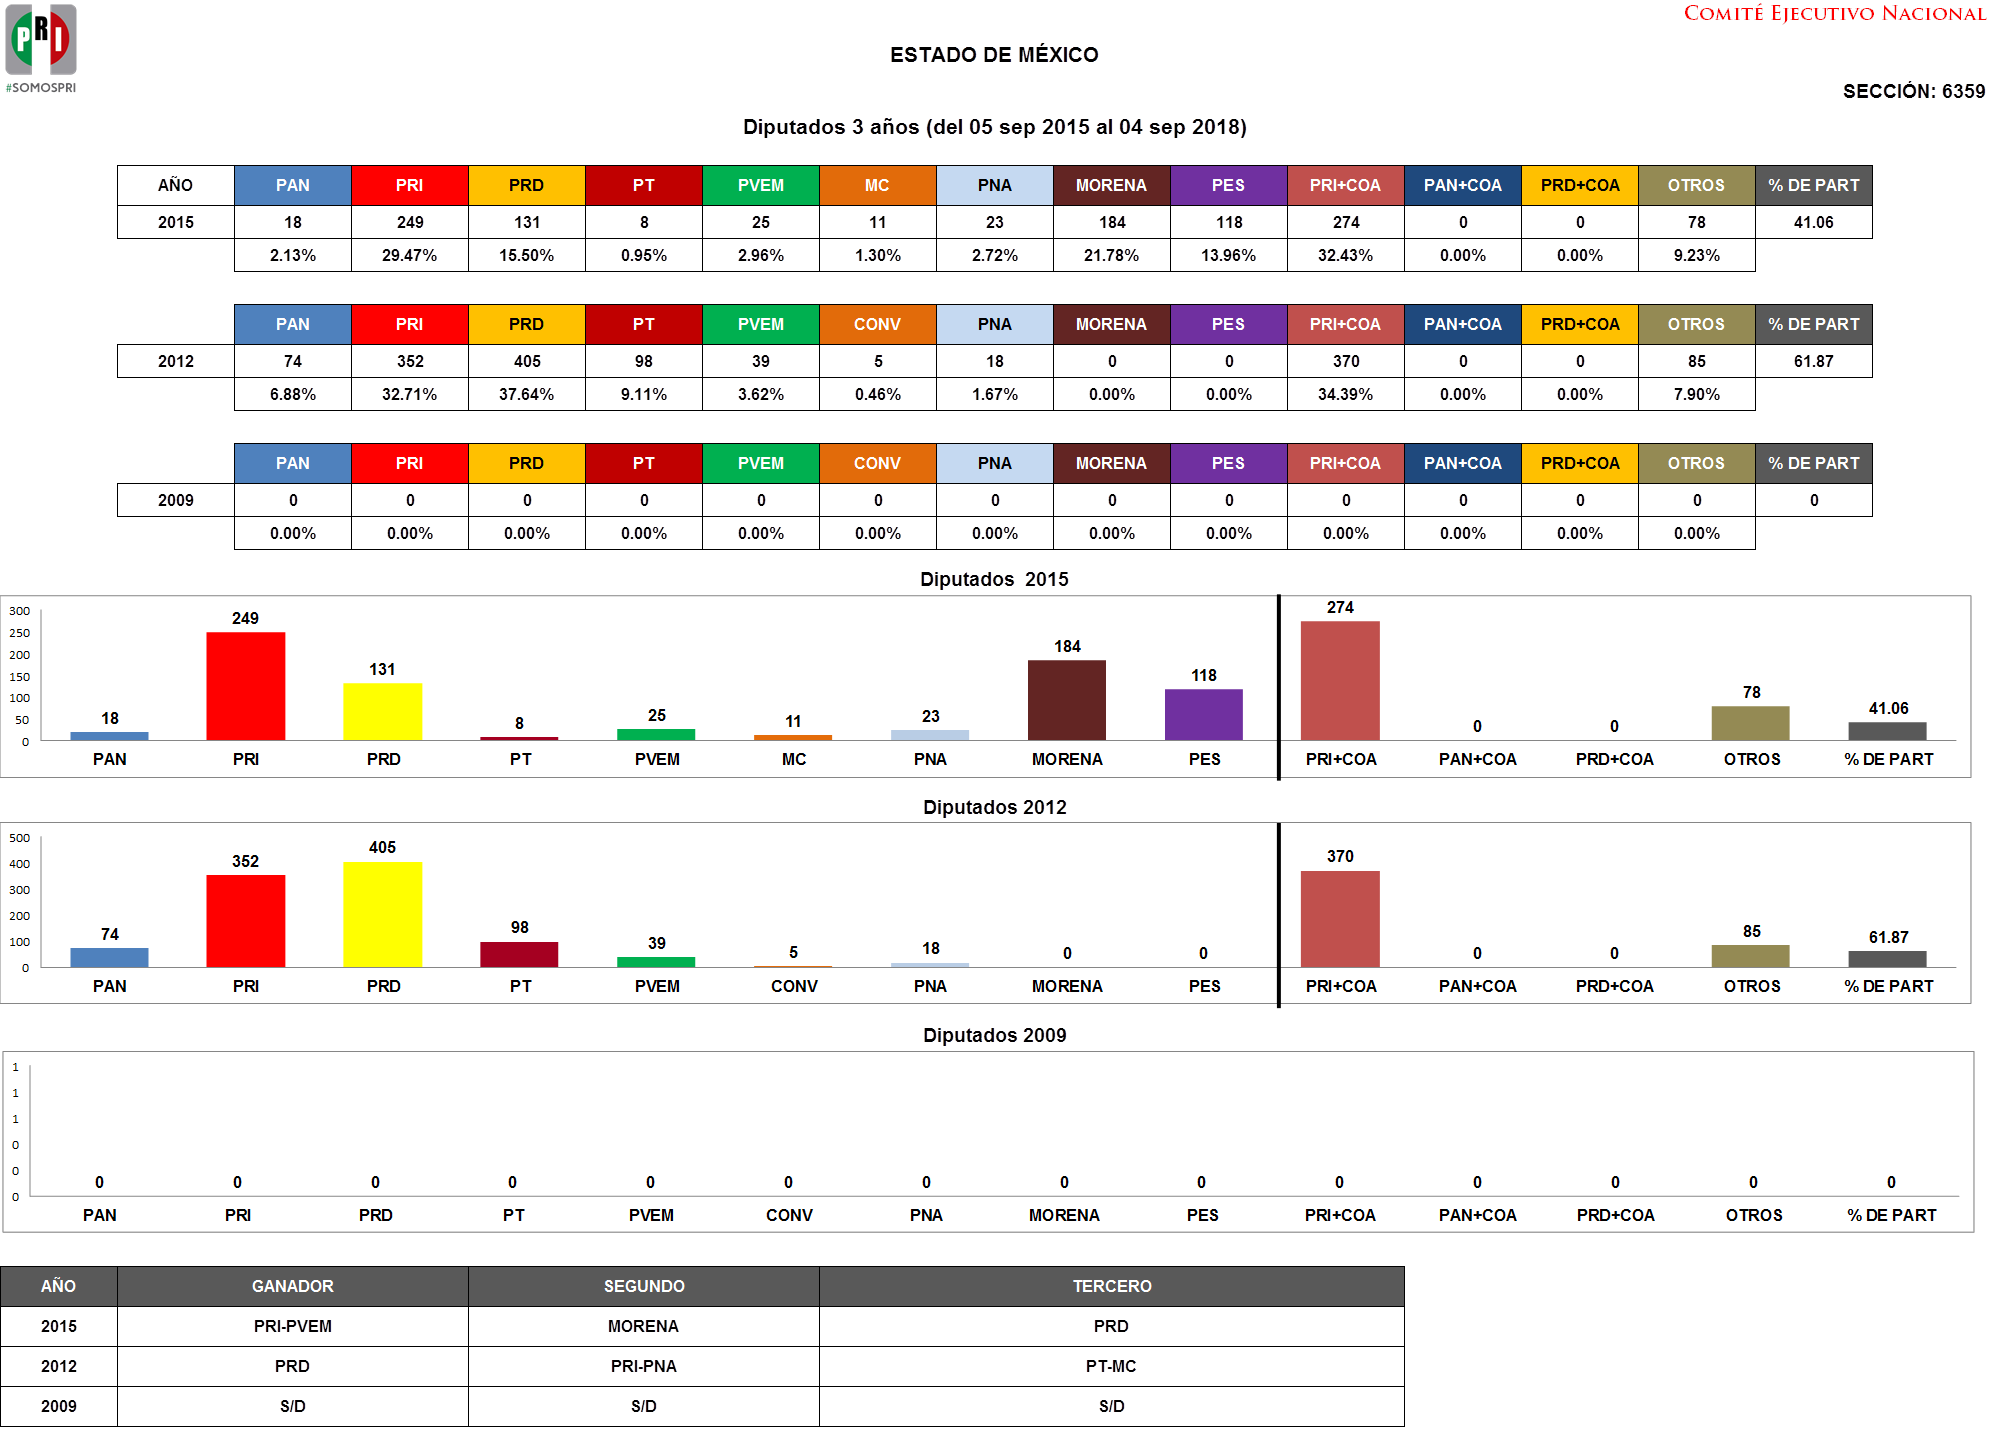 COMITÉ EJECUTIVO NACIONAL
PRI
#SOMOSPRI
ESTADO DE MÉXICO
SECCIÓN: 6359
Diputados 3 años (del 05 sep 2015 al 04 sep 2018)
AÑO PAN PRI PRD PT PVEM MC PNA MORENA PES PRI+COA PAN+COA PRD+COA OTROS % DE PART
2015 18 249 131 8 25 11 23 184 118 274 0 0 78 41.06
2.13% 29.47% 15.50% 0.95% 2.96% 1.30% 2.72% 21.78% 13.96% 32.43% 0.00% 0.00% 9.23%
PAN PRI PRD PT PVEM CONV PNA MORENA PES PRI+COA PAN+COA PRD+COA OTROS % DE PART
2012 74 352 405 98 39 5 18 0 0 370 0 0 85 61.87
6.88% 32.71% 37.64% 9.11% 3.62% 0.46% 1.67% 0.00% 0.00% 34.39% 0.00% 0.00% 7.90%
PAN PRI PRD PT PVEM CONV PNA MORENA PES PRI+COA PAN+COA PRD+COA OTROS % DE PART
2009 0 0 0 0 0 0 0 0 0 0 0 0 0 0
0.00% 0.00% 0.00% 0.00% 0.00% 0.00% 0.00% 0.00% 0.00% 0.00% 0.00% 0.00% 0.00%
Diputados 2015
300
250
200
150
100
50
0
18 249 131 8 25 11 23 184 118 274 0 0 78 41.06
PAN PRI PRD PT PVEM MC PNA MORENA PES PRI+COA PAN+COA PRD+COA OTROS % DE PART
Diputados 2012
500
400
300
200
100
0
74 352 405 98 39 5 18 0 0 370 0 0 85 61.87
PAN PRI PRD PT PVEM CONV PNA MORENA PES PRI+COA PAN+COA PRD+COA OTROS % DE PART
Diputados 2009
1
1
1
0
0
0
0 0 0 0 0 0 0 0 0 0 0 0 0 0
PAN PRI PRD PT PVEM CONV PNA MORENA PES PRI+COA PAN+COA PRD+COA OTROS % DE PART
AÑO GANADOR SEGUNDO TERCERO
2015 PRI-PVEM MORENA PRD
2012 PRD PRI-PNA PT-MC
2009 S/D S/D S/D